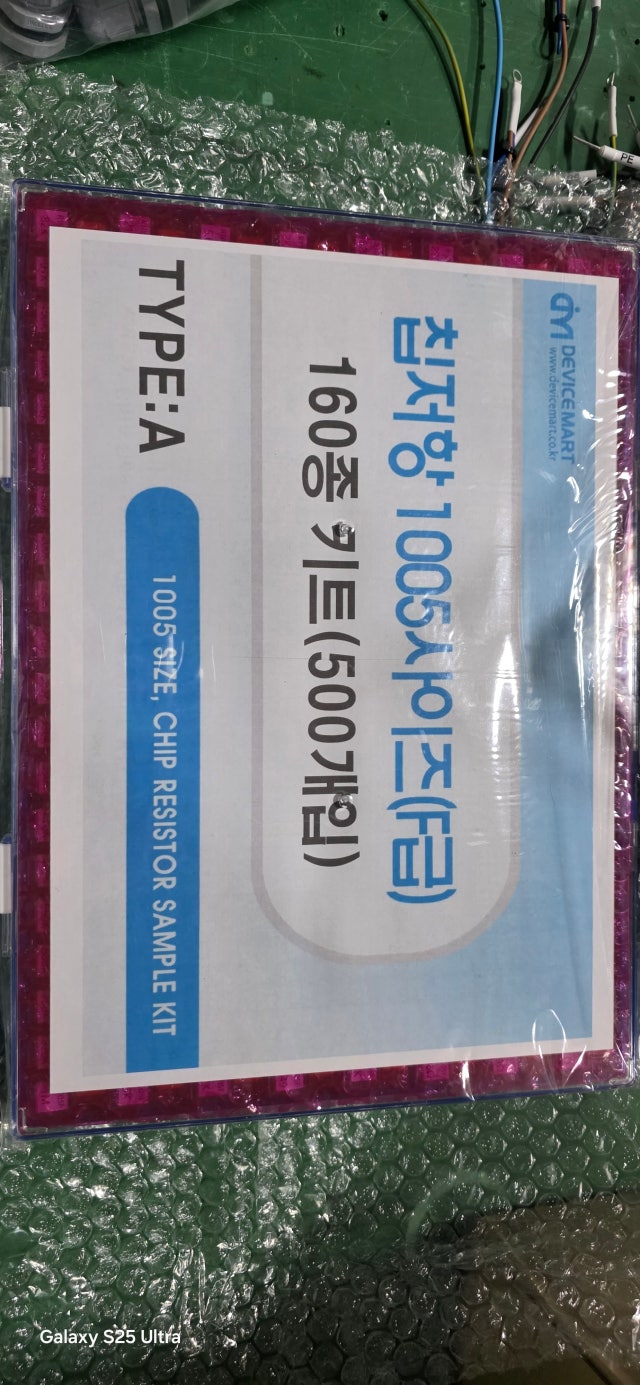 DEVICEMART
www.devicemart.co.kr
칩저항 1005사이즈(F급)
160종 키트(500개입)
TYPE:A
1005 SIZE, CHIP RESISTOR SAMPLE KIT
PE
Galaxy S25 Ultra